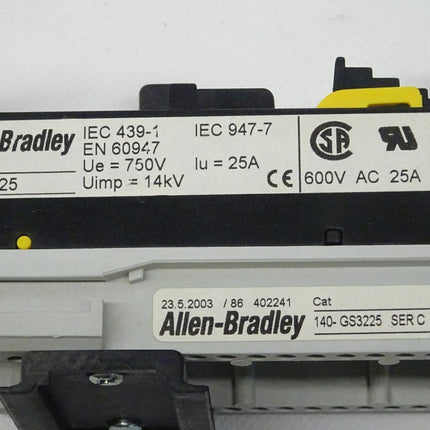 Bradley
25
IEC 439-1 IEC 947-7
EN 60947
Ue = 750V Iu = 25A
Uimp = 14kV CE
600V AC 25A
23.5.2003 / 86 402241 Cat
Allen-Bradley 140- GS3225 SER C